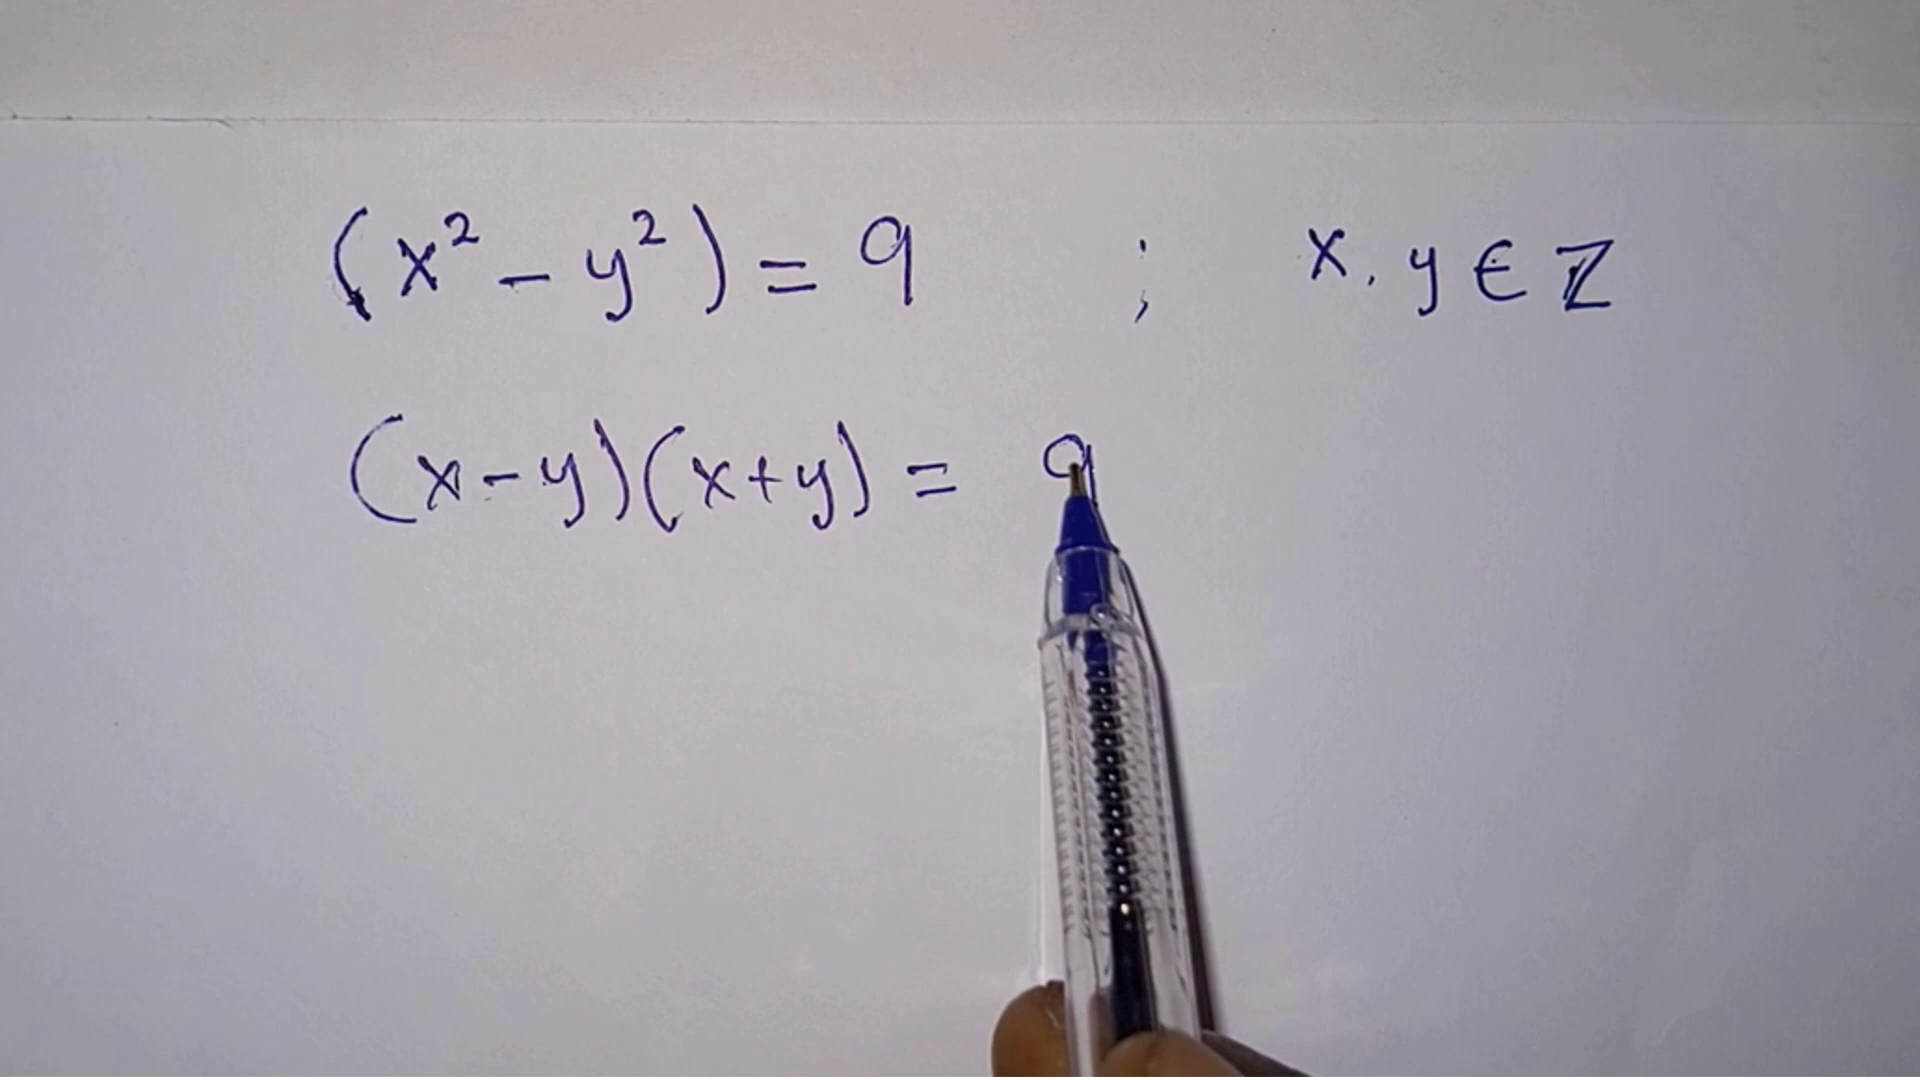 (x² - y²) = 9 ; x, y ∈ ℤ
(x-y)(x+y) = 9